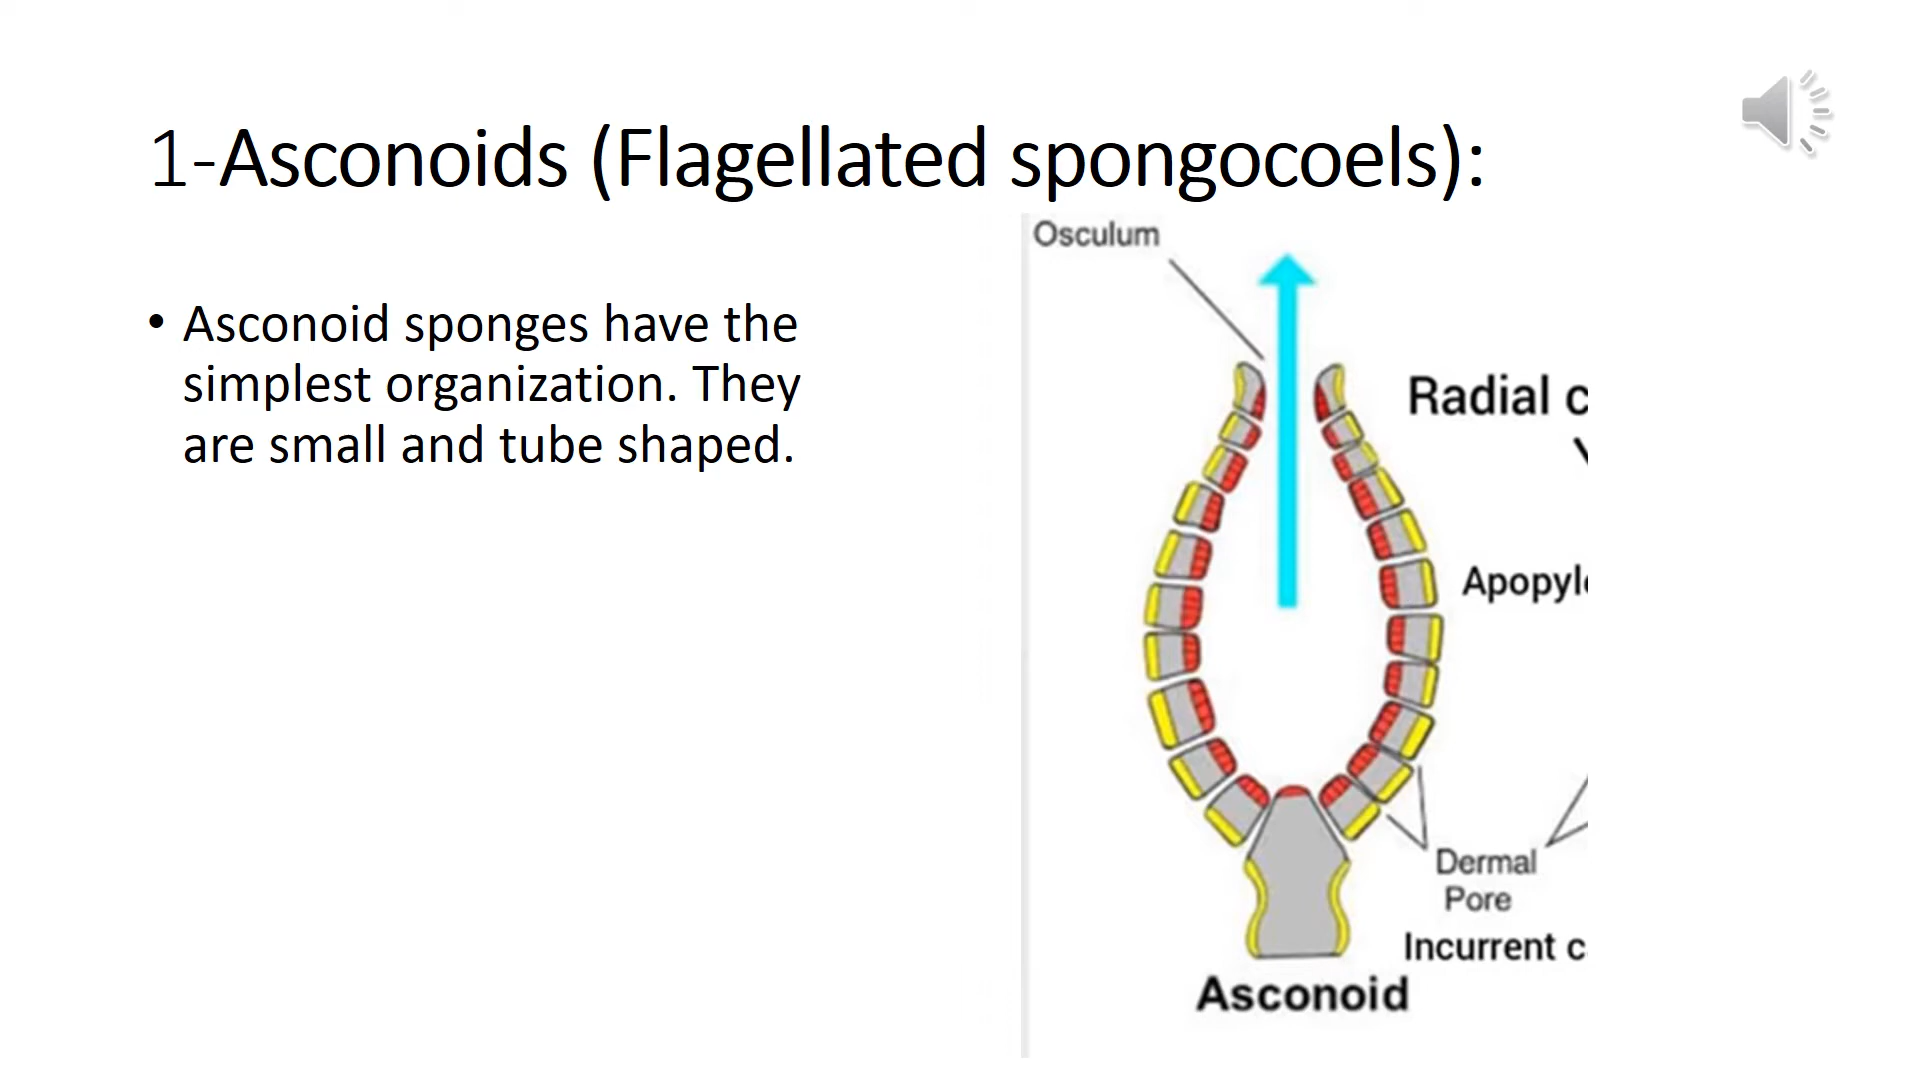 1-Asconoids (Flagellated spongocoels):
• Asconoid sponges have the
simplest organization. They
are small and tube shaped.
Osculum
Radial c
Apopyl
Dermal
Pore
Incurrent c
Asconoid